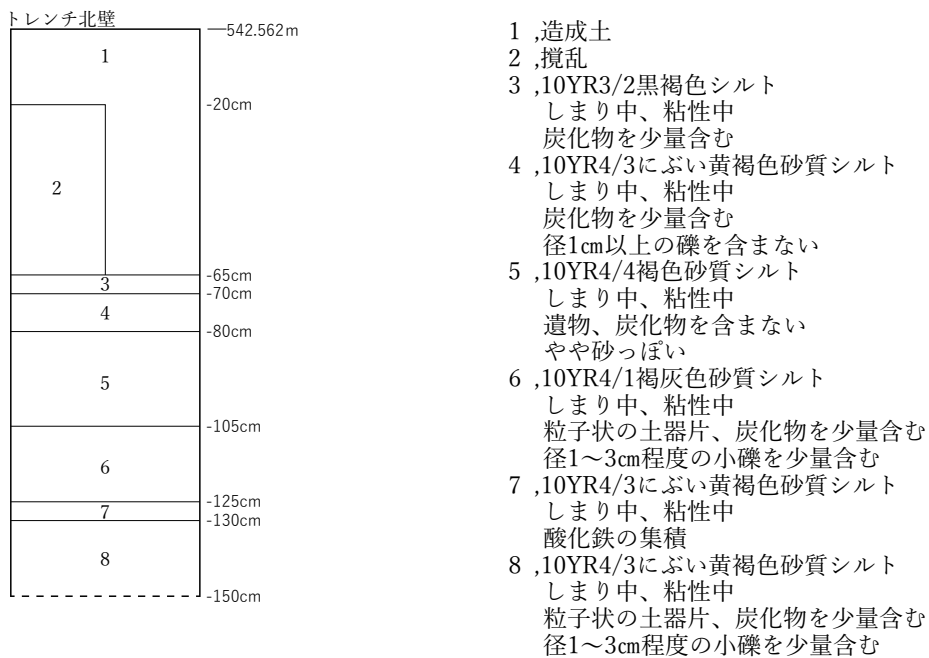 トレンチ北壁
542.562m
1
-20cm
2
-65cm
3
-70cm
4
-80cm
5
-105cm
6
-125cm
7
-130cm
8
-150cm
1 ,造成土
2 ,撹乱
3 ,10YR3/2黒褐色シルト
しまり中、粘性中
炭化物を少量含む
4 ,10YR4/3にぶい黄褐色砂質シルト
しまり中、粘性中
炭化物を少量含む
径1㎝以上の礫を含まない
5 ,10YR4/4褐色砂質シルト
しまり中、粘性中
遺物、炭化物を含まない
やや砂っぽい
6 ,10YR4/1褐灰色砂質シルト
しまり中、粘性中
粒子状の土器片、炭化物を少量含む
径1～3㎝程度の小礫を少量含む
7 ,10YR4/3にぶい黄褐色砂質シルト
しまり中、粘性中
酸化鉄の集積
8 ,10YR4/3にぶい黄褐色砂質シルト
しまり中、粘性中
粒子状の土器片、炭化物を少量含む
径1～3㎝程度の小礫を少量含む